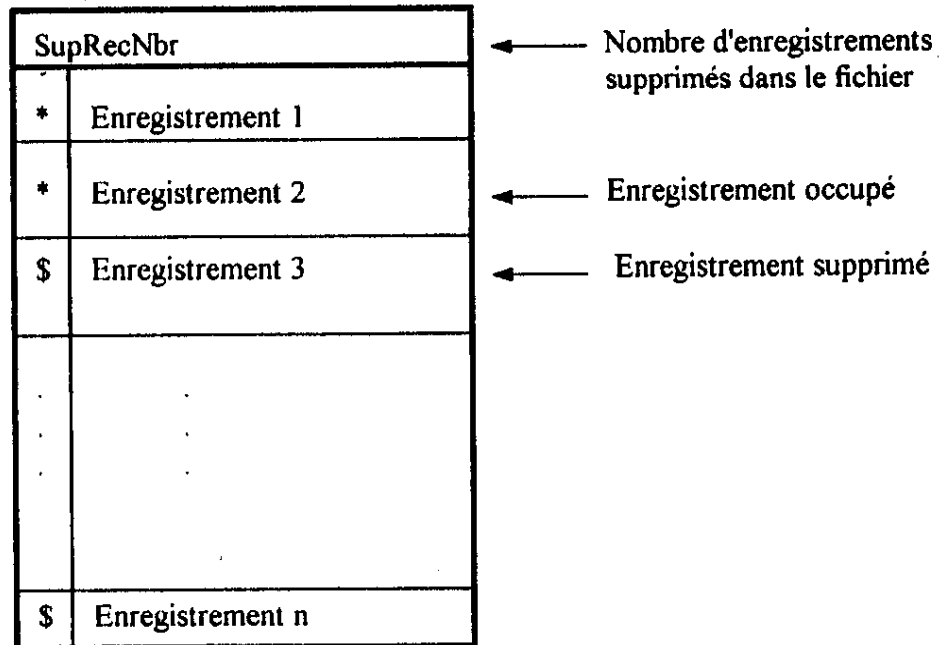 SupRecNbr
Nombre d'enregistrements
supprimés dans le fichier
* Enregistrement 1
* Enregistrement 2
Enregistrement occupé
$ Enregistrement 3
Enregistrement supprimé
. .
. .
. .
$ Enregistrement n